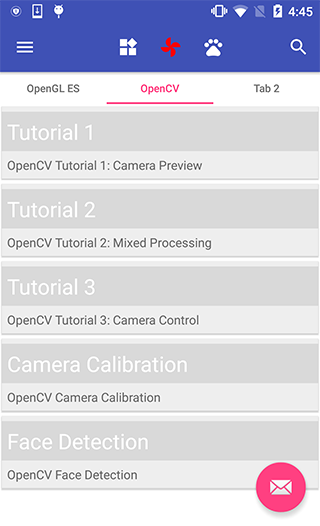 4:45
OpenGL ES
OpenCV
Tab 2
Tutorial 1
OpenCV Tutorial 1: Camera Preview
Tutorial 2
OpenCV Tutorial 2: Mixed Processing
Tutorial 3
OpenCV Tutorial 3: Camera Control
Camera Calibration
OpenCV Camera Calibration
Face Detection
OpenCV Face Detection